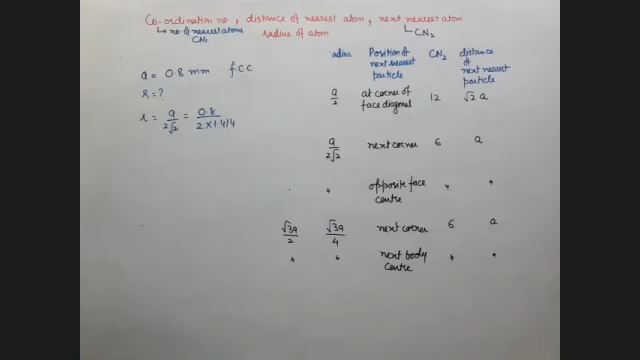 Co-ordination no, distance of nearest atom, next nearest atom
↳ no of nearest atoms
CN₁
radius of atom
↳ CN₂
a = 0.8 mm fcc
r = ?
r = a/2√2 = 0.8/2×1.414
adius Position of next nearest particle CN₂ distance of next nearest particle
a/2 at corner of face diagonal 12 √2 a
a/2√2 next corner 6 a
" opposite face centre " "
√3a/2 √3a/4 next corner 6 a
" " next body centre " "